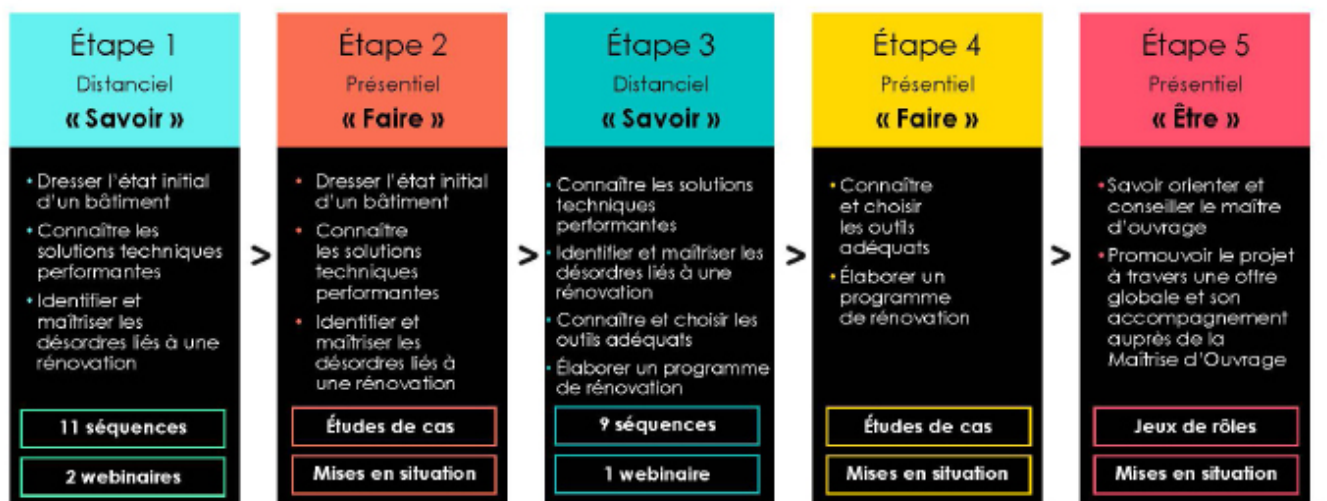 Étape 1
Distanciel
« Savoir »
• Dresser l'état initial
d'un bâtiment
• Connaître les
solutions techniques
performantes
• Identifier et
maîtriser les
désordres liés à une
rénovation
11 séquences
2 webinaires
>
Étape 2
Présentiel
« Faire »
• Dresser l'état initial
d'un bâtiment
• Connaître
les solutions
techniques
performantes
• Identifier et
maîtriser les
désordres liés à
une rénovation
Études de cas
Mises en situation
>
Étape 3
Distanciel
« Savoir »
• Connaître les solutions
techniques
performantes
• Identifier et maîtriser les
désordres liés à une
rénovation
• Connaître et choisir les
outils adéquats
• Élaborer un programme
de rénovation
9 séquences
1 webinaire
>
Étape 4
Présentiel
« Faire »
• Connaître
et choisir
les outils
adéquats
• Élaborer un
programme
de rénovation
Études de cas
Mises en situation
>
Étape 5
Présentiel
« Être »
• Savoir orienter et
conseiller le maître
d'ouvrage
• Promouvoir le projet
à travers une offre
globale et son
accompagnement
auprès de la
Maîtrise d'Ouvrage
Jeux de rôles
Mises en situation